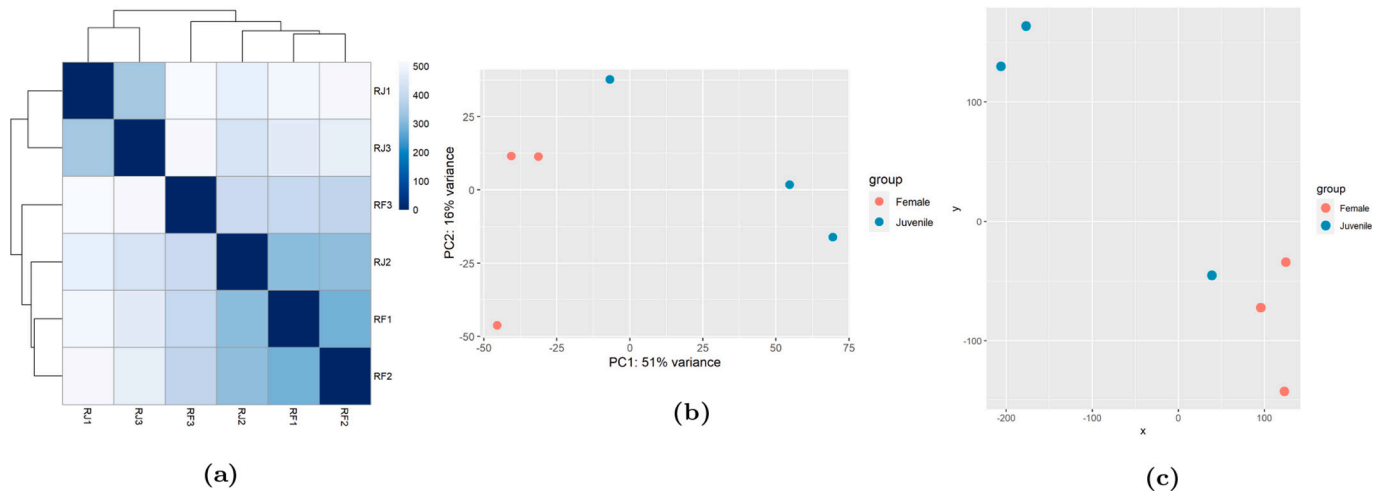 500
400
300
200
100
0
RJ1
RJ3
RF3
RJ2
RF1
RF2
RJ1
RJ3
RF3
RJ2
RF1
RF2
(a)
25
0
-25
-50
PC2: 16% variance
-50
-25
0
25
50
75
PC1: 51% variance
group
Female
Juvenile
(b)
100
0
-100
y
-200
-100
0
100
x
group
Female
Juvenile
(c)